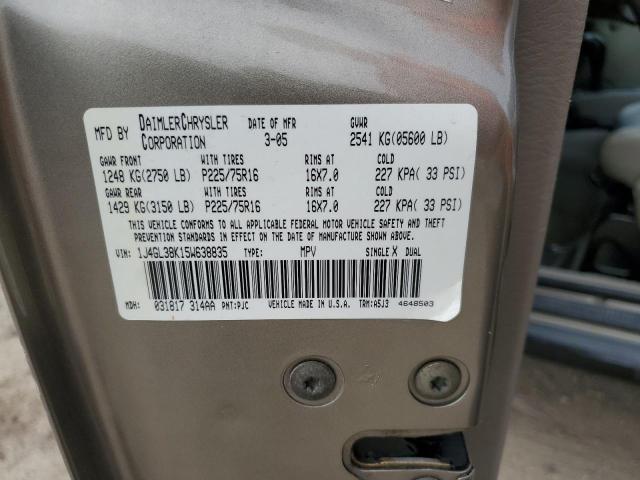 MFD BY DAIMLERCHRYSLER CORPORATION DATE OF MFR 3-05 GVWR 2541 KG(05600 LB)
GAWR FRONT WITH TIRES RIMS AT COLD
1248 KG(2750 LB) P225/75R16 16X7.0 227 KPA( 33 PSI)
GAWR REAR WITH TIRES RIMS AT COLD
1429 KG(3150 LB) P225/75R16 16X7.0 227 KPA( 33 PSI)
THIS VEHICLE CONFORMS TO ALL APPLICABLE FEDERAL MOTOR VEHICLE SAFETY AND THEFT
PREVENTION STANDARDS IN EFFECT ON THE DATE OF MANUFACTURE SHOWN ABOVE.
VIN: 1J4GL38K15W638835 TYPE: MPV SINGLE X DUAL
MDH: 031817 314AA PNT:PJC VEHICLE MADE IN U.S.A. TRM:A5J3 4648503